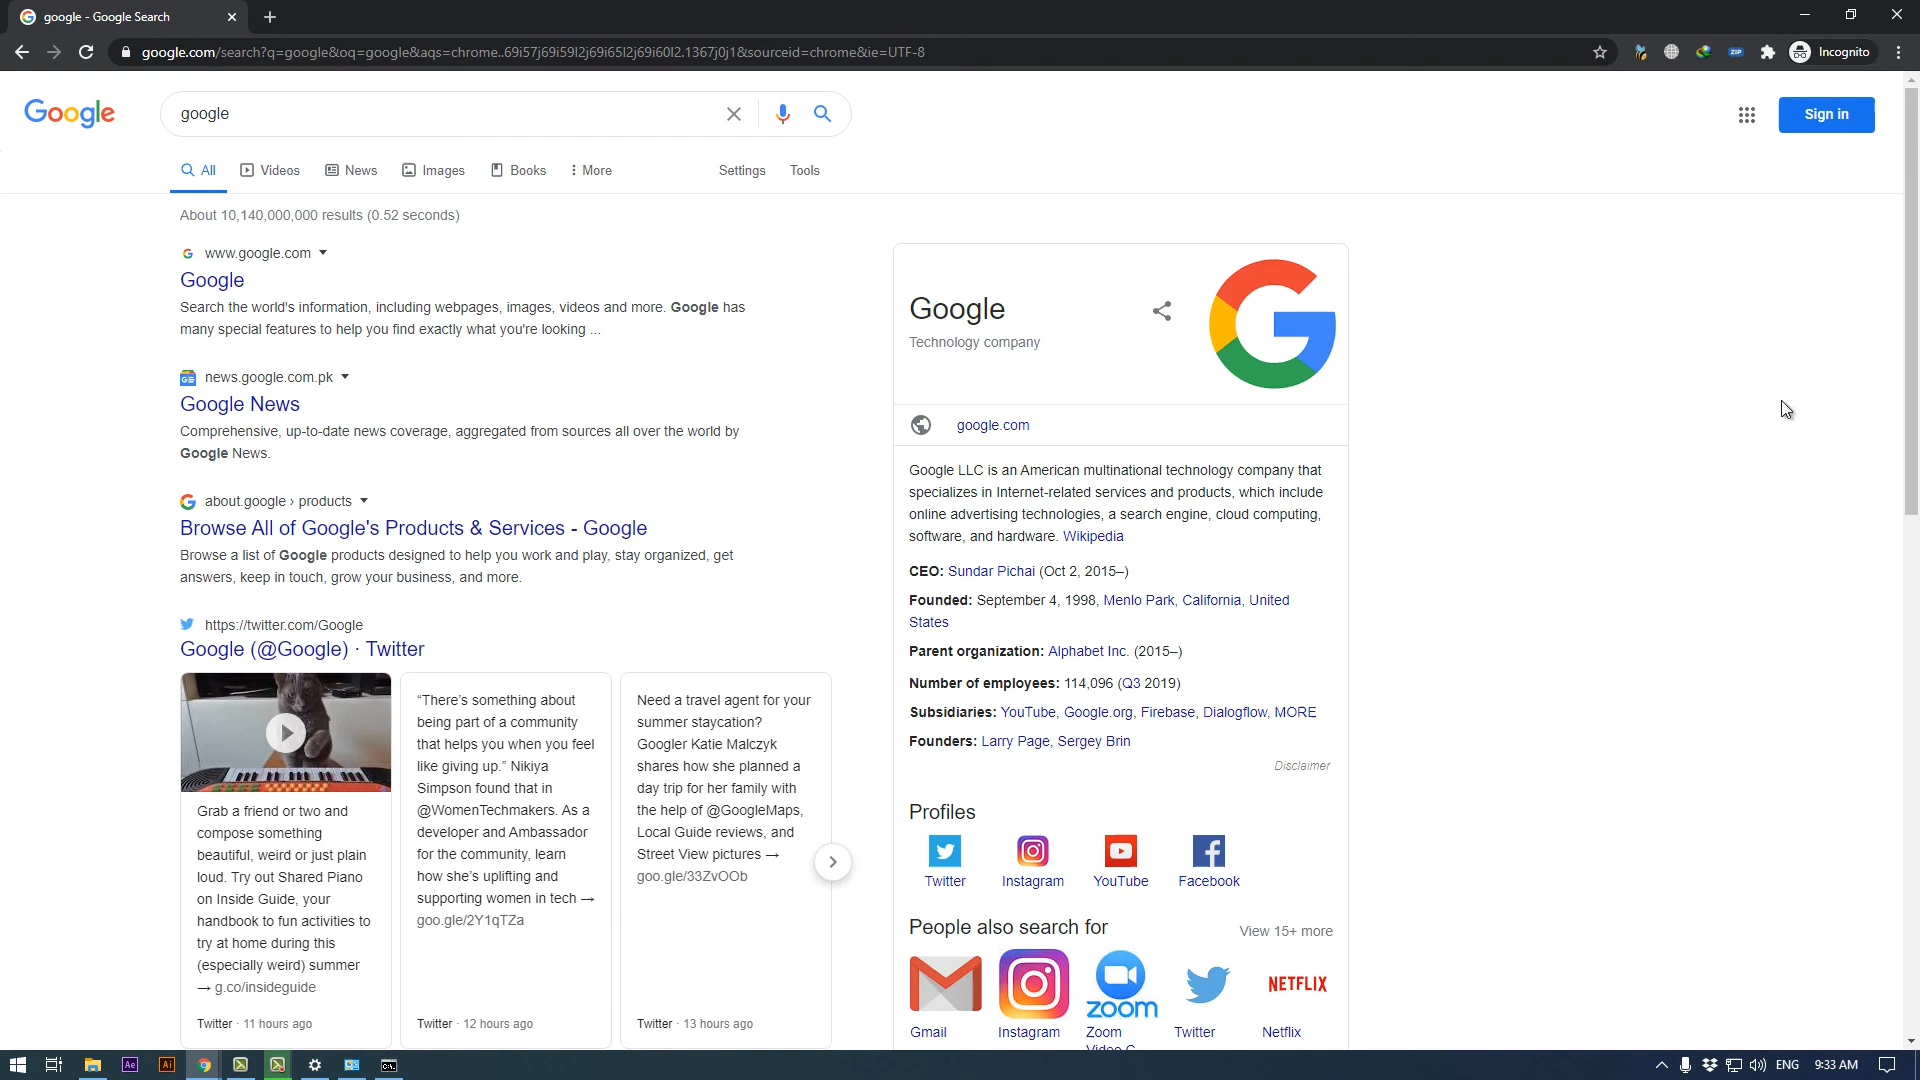 google - Google Search
google.com/search?q=google&oq=google&aqs=chrome..69i57j69i59l2j69i65l2j69i60l2.1367j0j1&sourceid=chrome&ie=UTF-8
ZIP
Incognito
Google
google
Sign in
All
Videos
News
Images
Books
More
Settings
Tools
About 10,140,000,000 results (0.52 seconds)
www.google.com
Google
Search the world's information, including webpages, images, videos and more. Google has
many special features to help you find exactly what you're looking ...
news.google.com.pk
Google News
Comprehensive, up-to-date news coverage, aggregated from sources all over the world by
Google News.
about.google › products
Browse All of Google's Products & Services - Google
Browse a list of Google products designed to help you work and play, stay organized, get
answers, keep in touch, grow your business, and more.
https://twitter.com/Google
Google (@Google) · Twitter
Grab a friend or two and
compose something
beautiful, weird or just plain
loud. Try out Shared Piano
on Inside Guide, your
handbook to fun activities to
try at home during this
(especially weird) summer
→ g.co/insideguide
Twitter · 11 hours ago
“There’s something about
being part of a community
that helps you when you feel
like giving up.” Nikiya
Simpson found that in
@WomenTechmakers. As a
developer and Ambassador
for the community, learn
how she’s uplifting and
supporting women in tech →
goo.gle/2Y1qTZa
Twitter · 12 hours ago
Need a travel agent for your
summer staycation?
Googler Katie Malczyk
shares how she planned a
day trip for her family with
the help of @GoogleMaps,
Local Guide reviews, and
Street View pictures →
goo.gle/33ZvOOb
Twitter · 13 hours ago
Google
Technology company
google.com
Google LLC is an American multinational technology company that
specializes in Internet-related services and products, which include
online advertising technologies, a search engine, cloud computing,
software, and hardware. Wikipedia
CEO: Sundar Pichai (Oct 2, 2015–)
Founded: September 4, 1998, Menlo Park, California, United
States
Parent organization: Alphabet Inc. (2015–)
Number of employees: 114,096 (Q3 2019)
Subsidiaries: YouTube, Google.org, Firebase, Dialogflow, MORE
Founders: Larry Page, Sergey Brin
Disclaimer
Profiles
Twitter
Instagram
YouTube
Facebook
People also search for
View 15+ more
zoom
NETFLIX
Gmail
Instagram
Zoom
Video C
Twitter
Netflix
Ae
Ai
ENG
9:33 AM